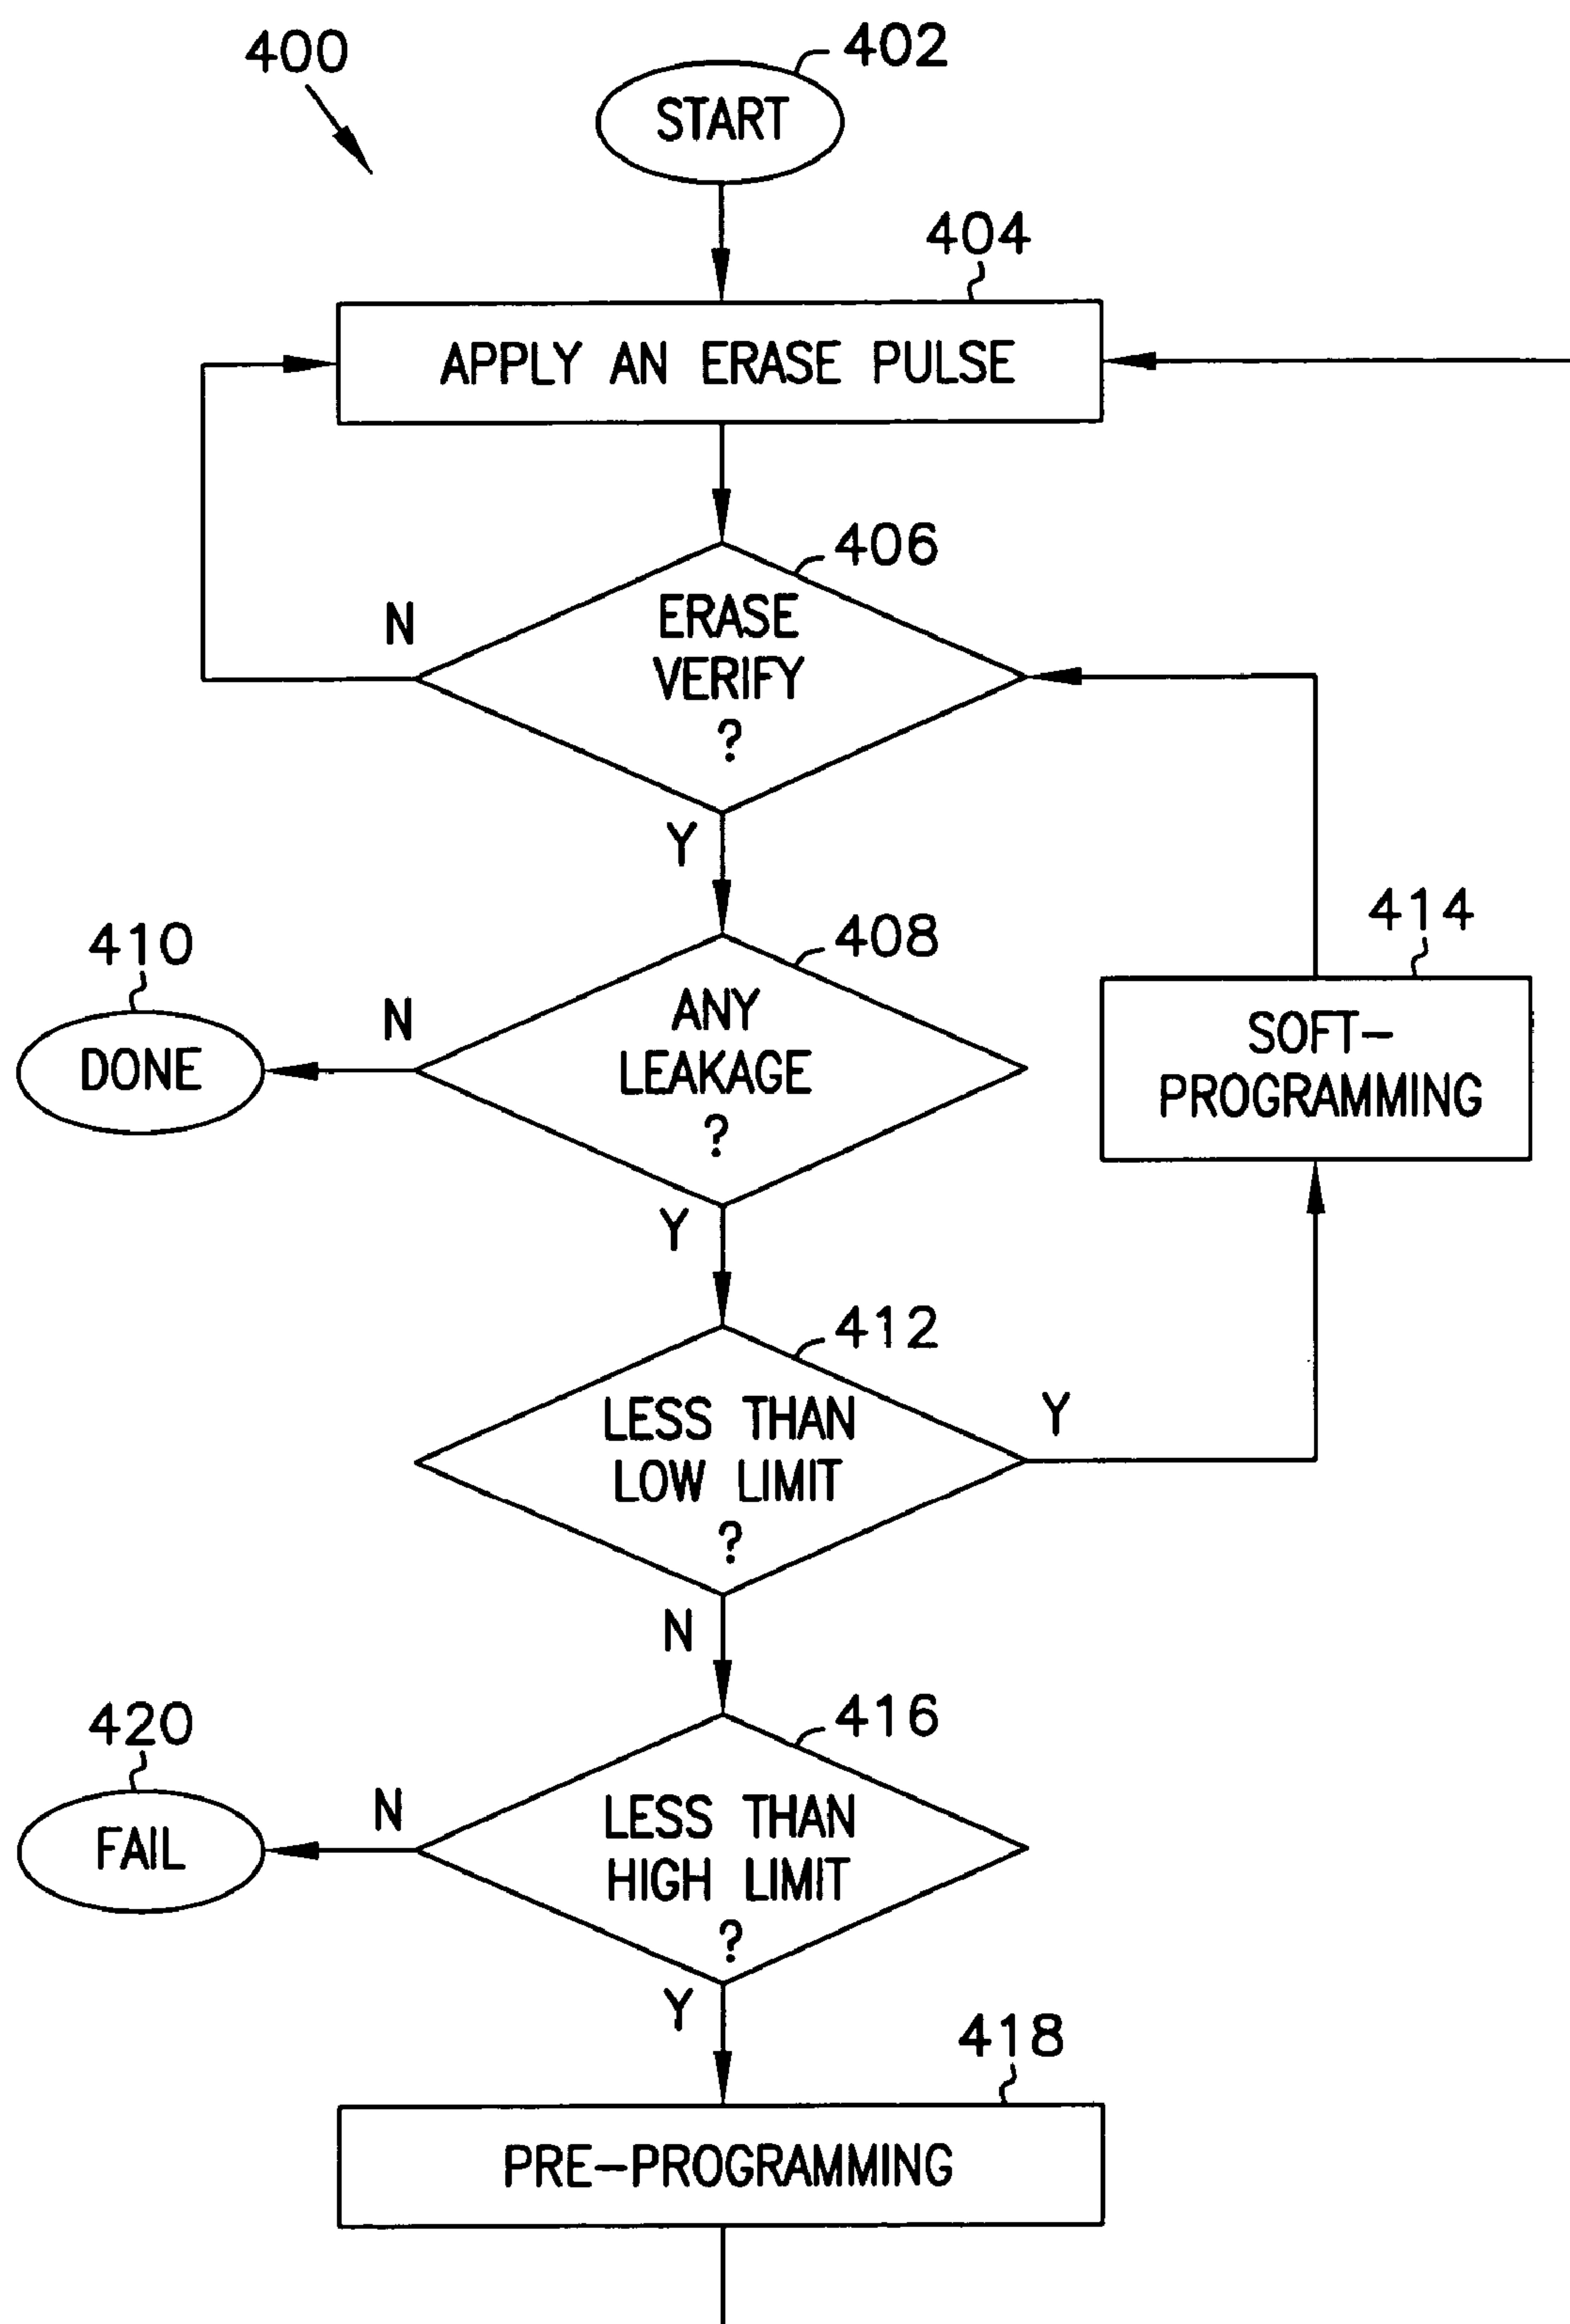 400
402
START
404
APPLY AN ERASE PULSE
406
N
ERASE
VERIFY
?
Y
408
410
N
ANY
LEAKAGE
?
DONE
414
SOFT-
PROGRAMMING
Y
412
LESS THAN
LOW LIMIT
?
Y
N
416
420
N
LESS THAN
HIGH LIMIT
?
FAIL
Y
418
PRE-PROGRAMMING